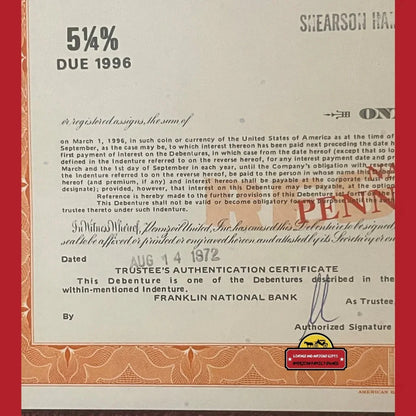 SHEARSON HA
5¼%
DUE 1996
ON
or registered assigns, the sum of
on March 1, 1996, in such coin or currency of the United States of America as at the time of
September, as the case may be, to which interest thereon has been paid next preceding the date h
first payment of interest on the Debentures, in which case from the date hereof (except that so lo
defined in the Indenture referred to on the reverse hereof, for any interest payment date and pr
March and the 1st day of September in each year, until the Company's obligation with respec
the Indenture referred to on the reverse hereof, be paid to the person in whose name this
hereof (and premium, if any) and interest hereon shall be payable at the corporate trust
designate); provided, however, that interest on this Debenture may be payable, at the option
Reference is hereby made to the further provisions of this Debenture
This Debenture shall not be valid or become obligatory for
trustee thereto under such Indenture.
PENN
In Witness Whereof, Pennzoil United, Inc. has caused this Debenture to be signed
seal to be affixed or printed or engraved hereon and attested by its Secretary or
Dated AUG 14 1972
TRUSTEE'S AUTHENTICATION CERTIFICATE
This Debenture is one of the Debentures described in the
within-mentioned Indenture.
FRANKLIN NATIONAL BANK
As Trustee,
By
Authorized Signature
AMERICAN B